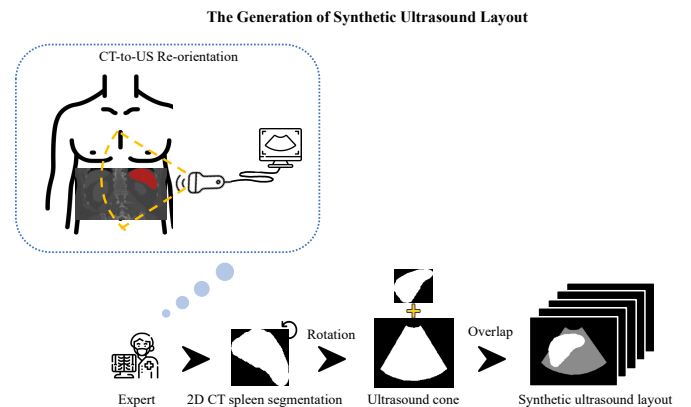 The Generation of Synthetic Ultrasound Layout
CT-to-US Re-orientation
Rotation
Overlap
Expert
2D CT spleen segmentation
Ultrasound cone
Synthetic ultrasound layout